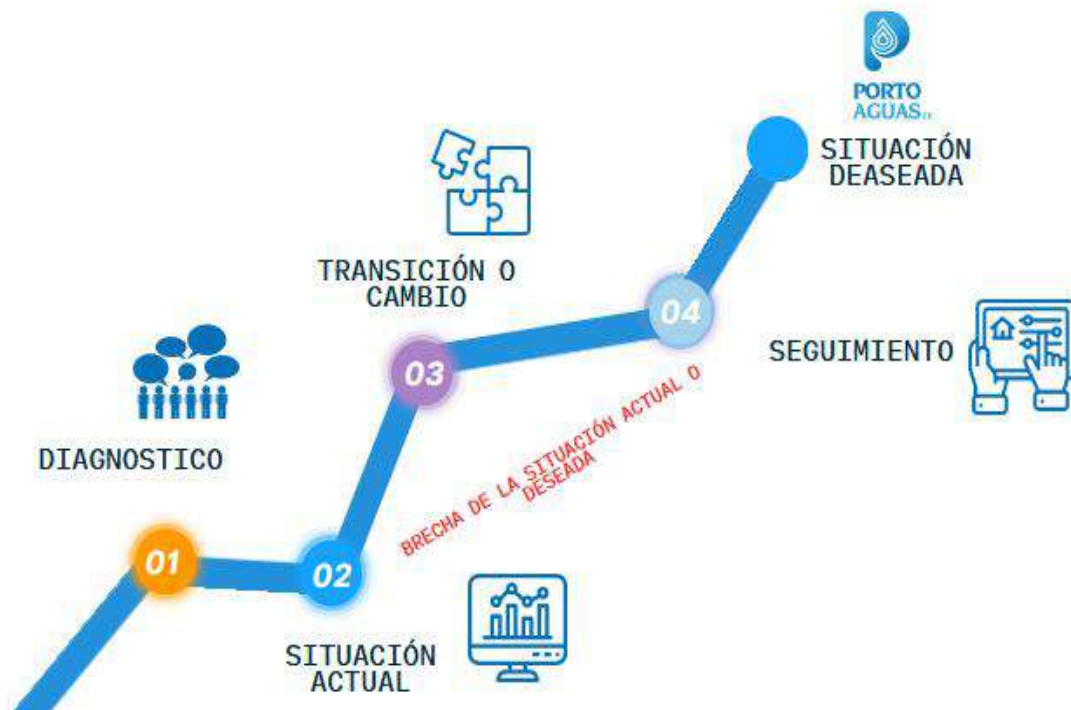 PORTO
AGUAS
SITUACIÓN
DEASEADA
TRANSICIÓN O
CAMBIO
04
SEGUIMIENTO
03
BRECHA DE LA SITUACIÓN ACTUAL O
DESEADA
DIAGNOSTICO
01
02
SITUACIÓN
ACTUAL